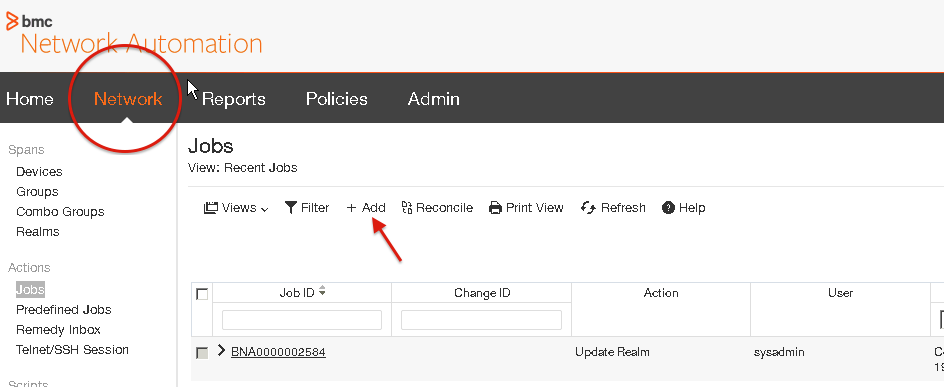 bmc
Network Automation
Home Network Reports Policies Admin
Spans
Devices
Groups
Combo Groups
Realms
Actions
Jobs
Predefined Jobs
Remedy Inbox
Telnet/SSH Session
Scripts
Jobs
View: Recent Jobs
Views Filter + Add Reconcile Print View Refresh ? Help
Job ID Change ID Action User
BNA0000002584 Update Realm sysadmin